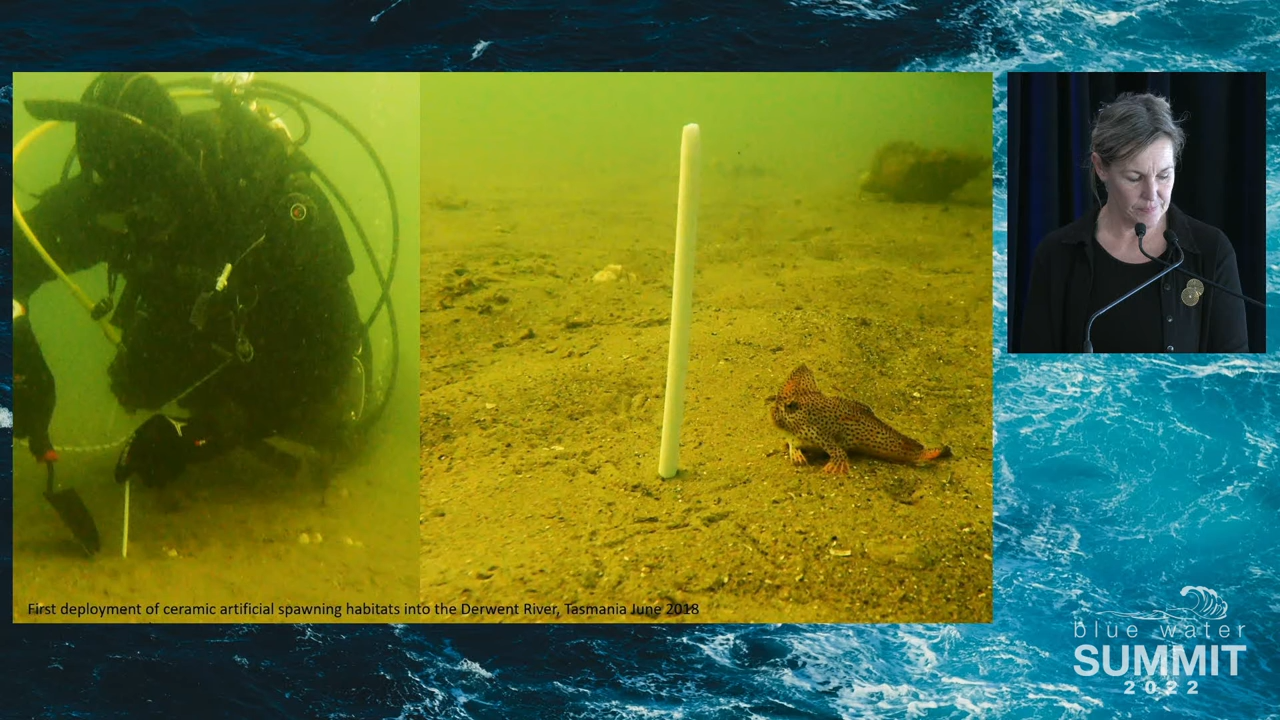 First deployment of ceramic artificial spawning habitats into the Derwent River, Tasmania June 2018
blue water
SUMMIT
2022